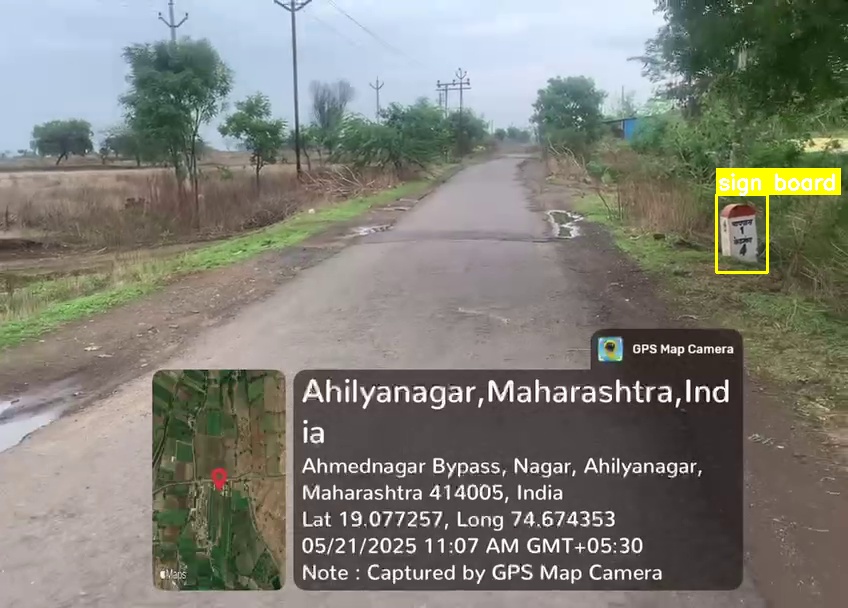 sign board
1
4
GPS Map Camera
Ahilyanagar,Maharashtra,Ind
ia
Ahmednagar Bypass, Nagar, Ahilyanagar,
Maharashtra 414005, India
Lat 19.077257, Long 74.674353
05/21/2025 11:07 AM GMT+05:30
Note : Captured by GPS Map Camera
Maps